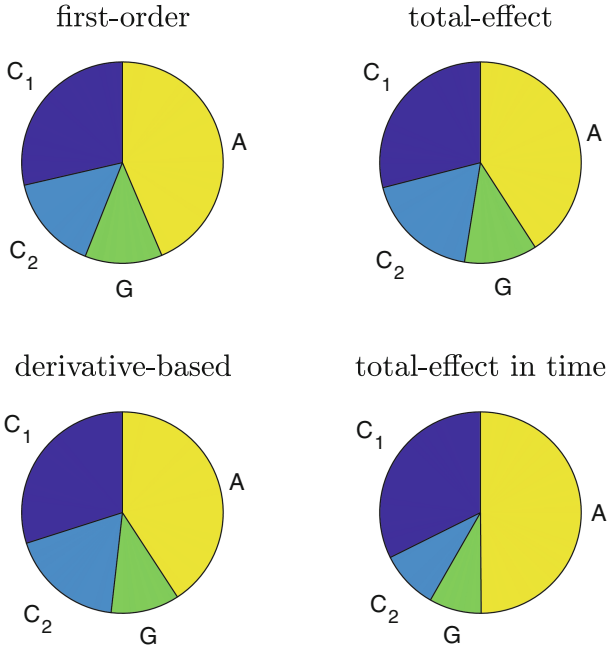 first-order
total-effect
C1
A
C2
G
C1
A
C2
G
derivative-based
total-effect in time
C1
A
C2
G
C1
A
C2
G